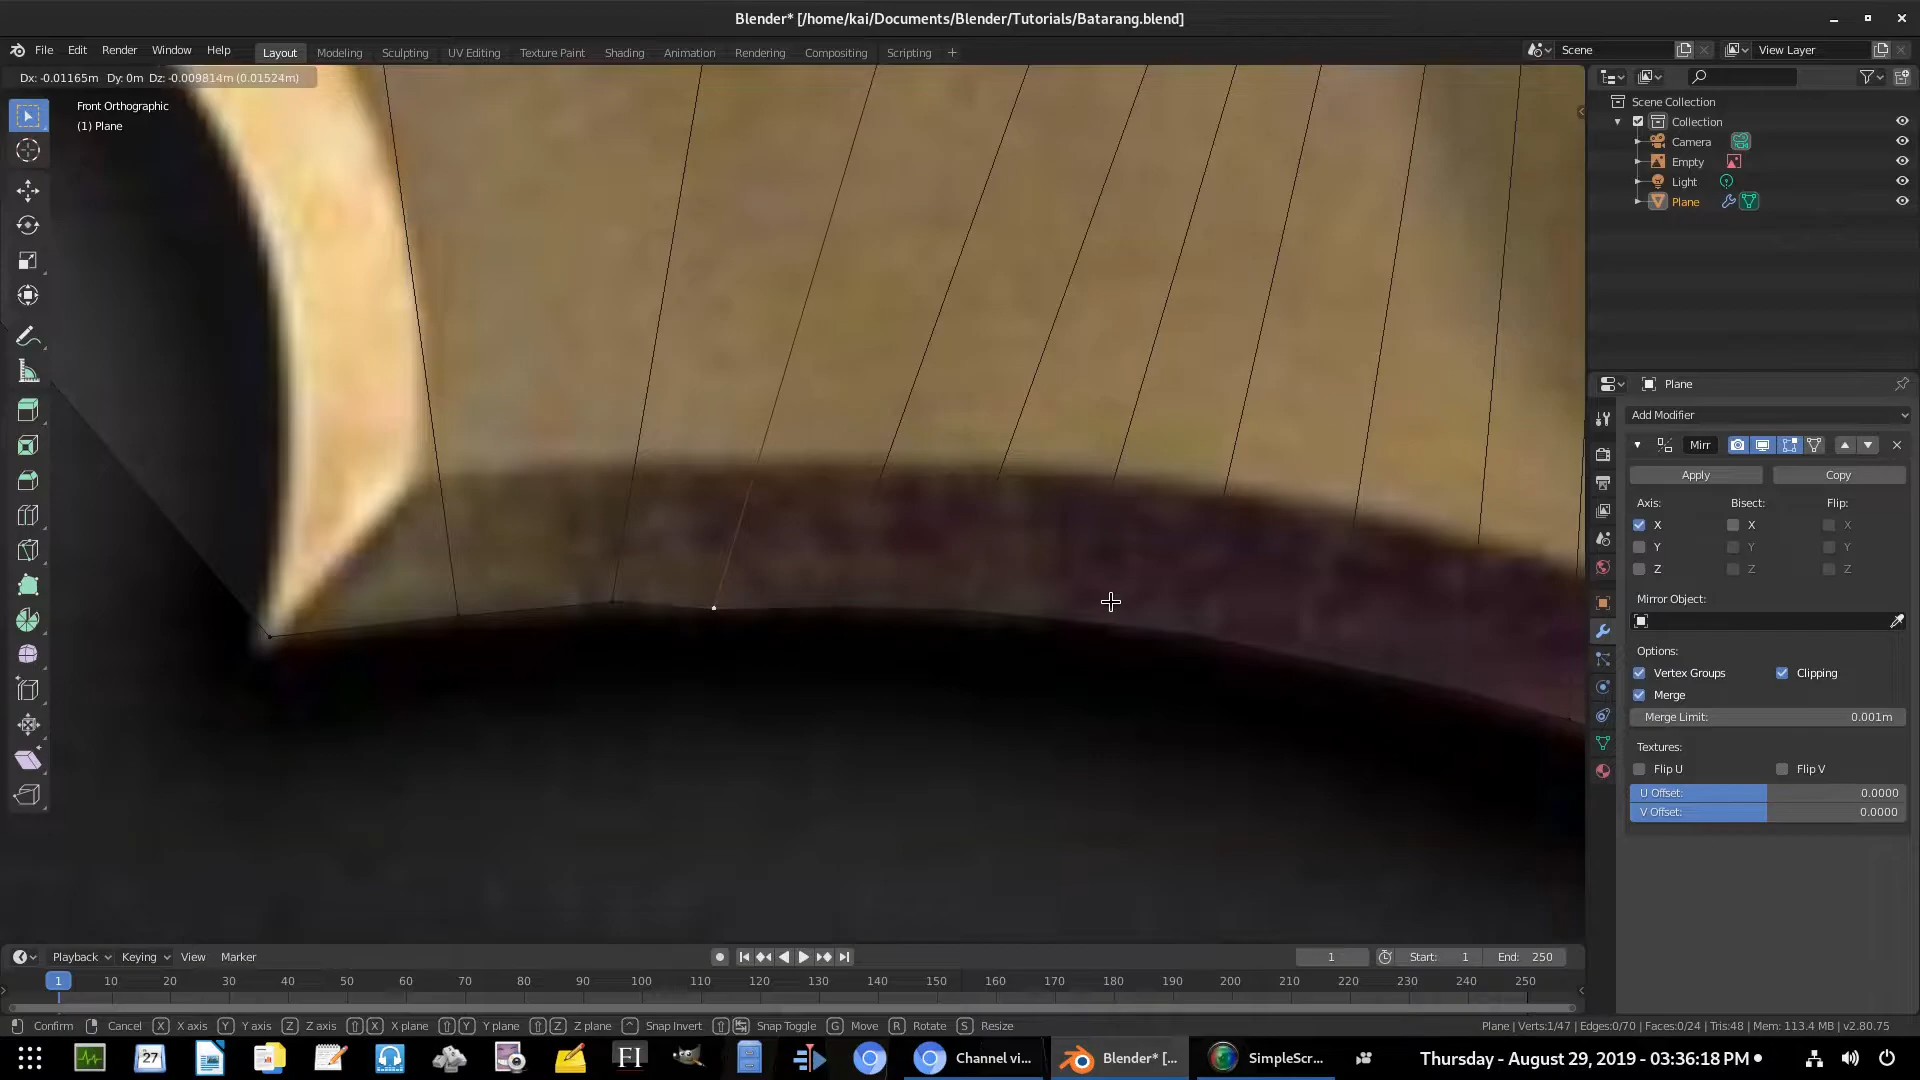 Blender* [/home/kai/Documents/Blender/Tutorials/Batarang.blend]
File Edit Render Window Help Layout Modeling Sculpting UV Editing Texture Paint Shading Animation Rendering Compositing Scripting + Scene View Layer
Dx: -0.01165m Dy: 0m Dz: -0.009814m (0.01524m)
Front Orthographic
(1) Plane
Scene Collection
Collection
Camera
Empty
Light
Plane
Plane
Add Modifier
Mirr
Apply Copy
Axis: Bisect: Flip:
X X X
Y Y Y
Z Z Z
Mirror Object:
Options:
Vertex Groups Clipping
Merge
Merge Limit: 0.001m
Textures:
Flip U Flip V
U Offset: 0.0000
V Offset: 0.0000
Playback Keying View Marker 1 Start: 1 End: 250
1 10 20 30 40 50 60 70 80 90 100 110 120 130 140 150 160 170 180 190 200 210 220 230 240 250
Confirm Cancel X X axis Y Y axis Z Z axis X X plane Y Y plane Z Z plane Snap Invert Snap Toggle G Move R Rotate S Resize Plane | Verts:1/47 | Edges:0/70 | Faces:0/24 | Tris:48 | Mem: 113.4 MB | v2.80.75
27 FI Channel vi... Blender* [... SimpleScr... Thursday - August 29, 2019 - 03:36:18 PM